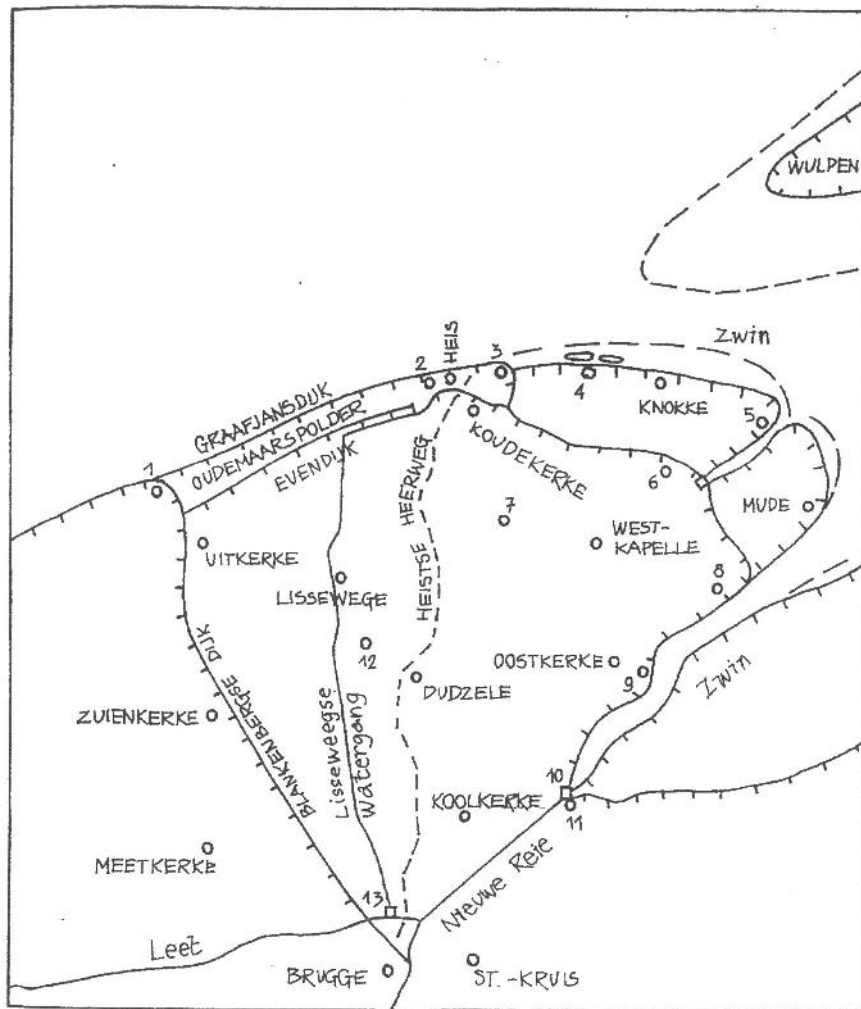 WULPEN
Zwin
HEIS
2
3
4
KNOKKE
5
GRAAFJANSDIJK
OUDEMAARSPOLDER
EVENDIJK
1
KOUDEKERKE
6
MUDE
7
HEISTSE HEERWEG
WEST-
KAPELLE
UITKERKE
LISSEWEGE
8
12
OOSTKERKE
9
Zwin
DUDZELE
BLANKENBERGSE DIJK
Lisseweegse
Watergang
ZUIENKERKE
10
KOOLKERKE
11
MEETKERKE
Nieuwe Reie
13
Leet
BRUGGE
ST.-KRUIS